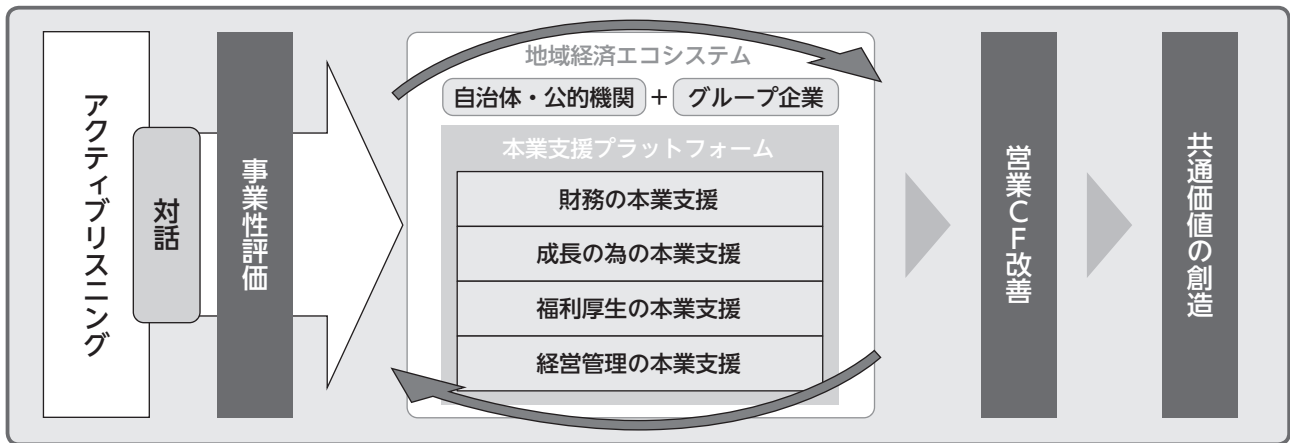 アクティブリスニング
対話
事業性評価
地域経済エコシステム
自治体・公的機関 + グループ企業
本業支援プラットフォーム
財務の本業支援
成長の為の本業支援
福利厚生の本業支援
経営管理の本業支援
営業CF改善
共通価値の創造